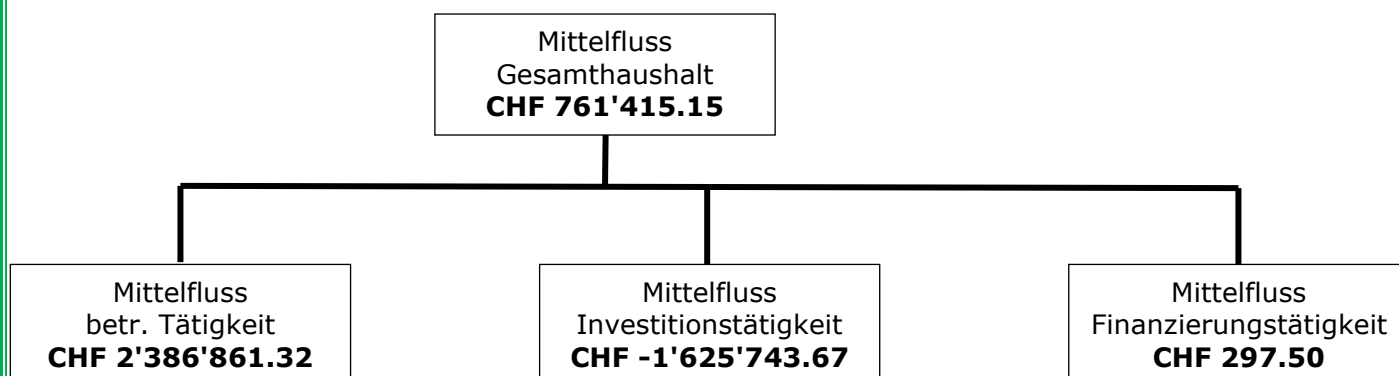 Mittelfluss
Gesamthaushalt
CHF 761'415.15
Mittelfluss
betr. Tätigkeit
CHF 2'386'861.32
Mittelfluss
Investitionstätigkeit
CHF -1'625'743.67
Mittelfluss
Finanzierungstätigkeit
CHF 297.50